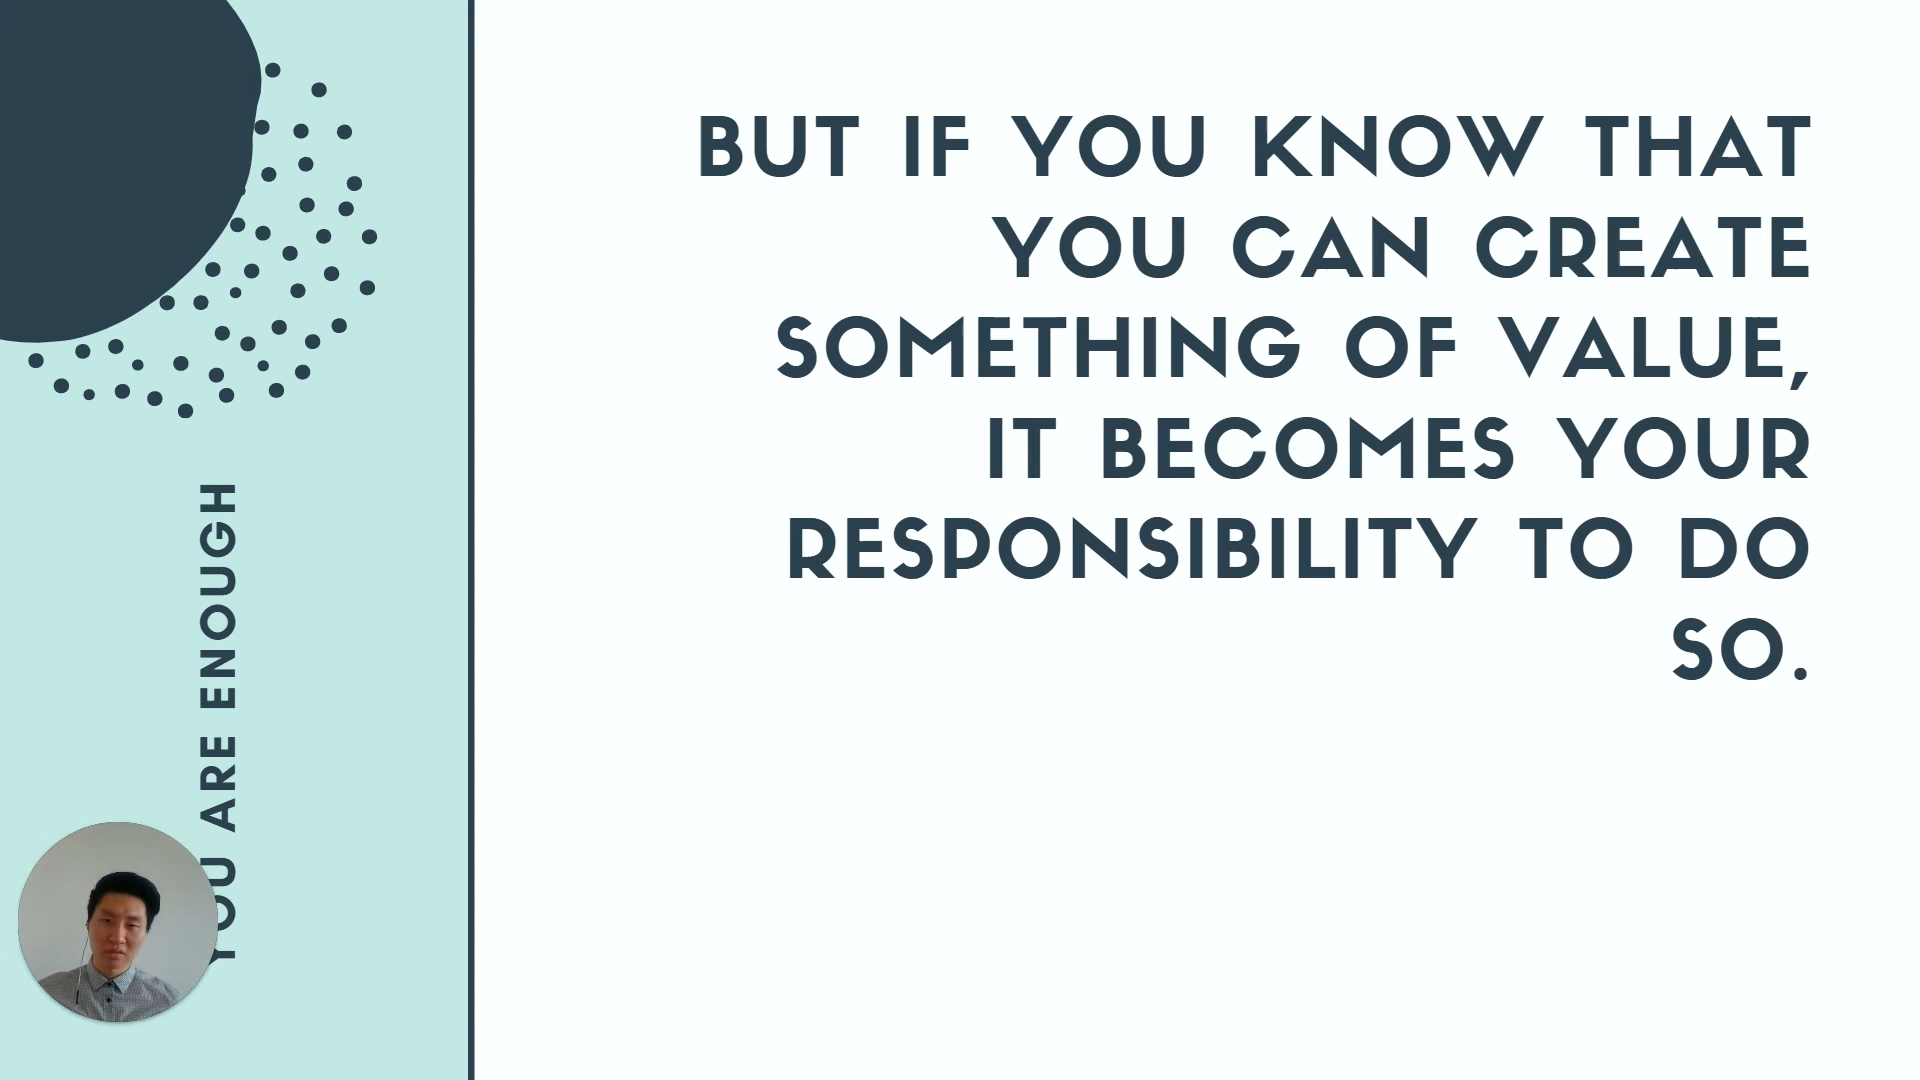 BUT IF YOU KNOW THAT
YOU CAN CREATE
SOMETHING OF VALUE,
IT BECOMES YOUR
RESPONSIBILITY TO DO
SO.
YOU ARE ENOUGH